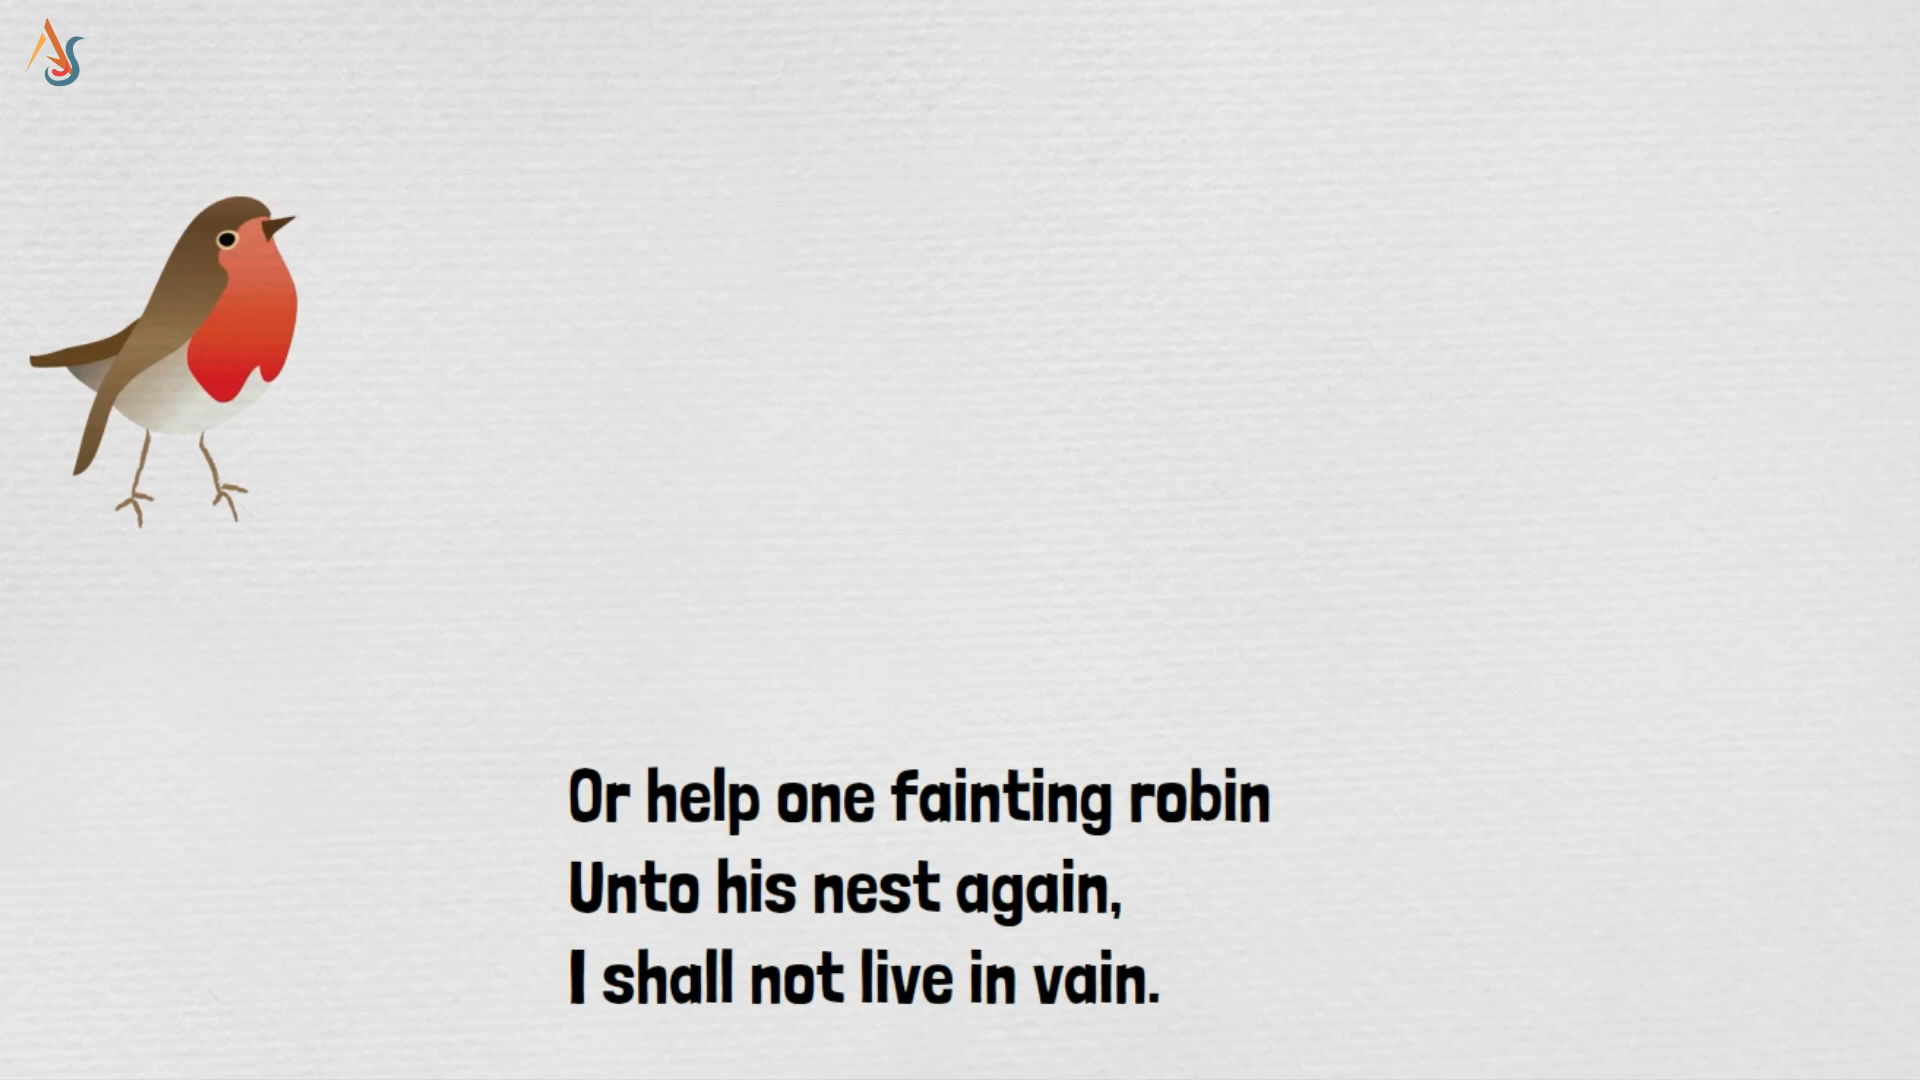 Or help one fainting robin
Unto his nest again,
I shall not live in vain.